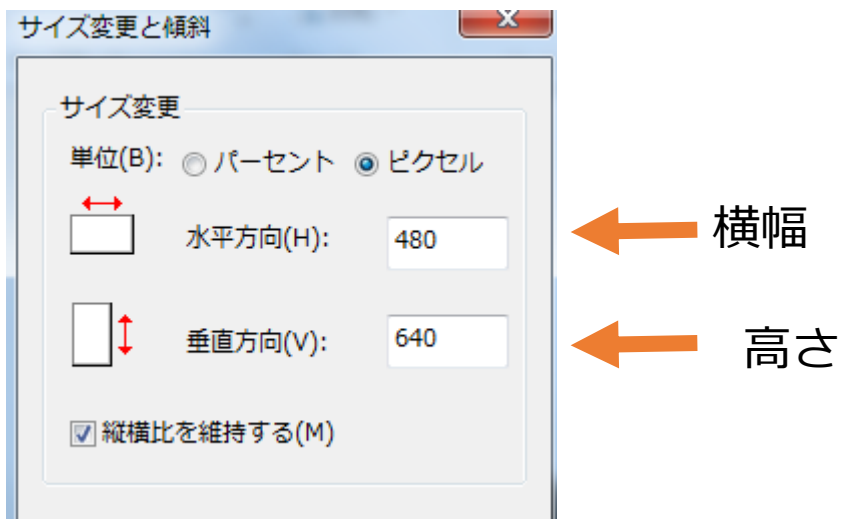 サイズ変更と傾斜
サイズ変更
単位(B): パーセント ピクセル
水平方向(H): 480 横幅
垂直方向(V): 640 高さ
縦横比を維持する(M)